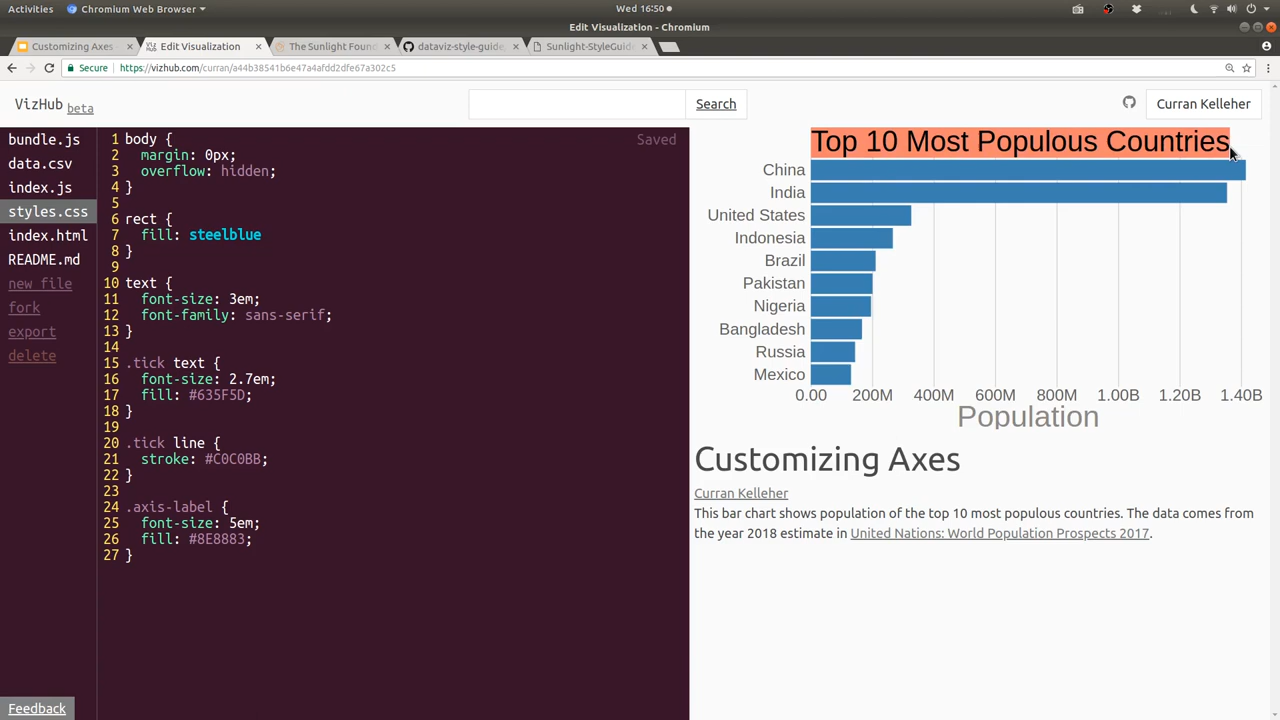 Activities Chromium Web Browser Wed 16:50
Edit Visualization - Chromium
Customizing Axes × Edit Visualization × The Sunlight Found × dataviz-style-guide × Sunlight-StyleGuid ×
Secure https://vizhub.com/curran/a44b38541b6e47a4afdd2dfe67a302c5
VizHub beta Search Curran Kelleher
bundle.js
data.csv
index.js
styles.css
index.html
README.md
new file
fork
export
delete
Feedback
Saved
1 body {
2 margin: 0px;
3 overflow: hidden;
4 }
5
6 rect {
7 fill: steelblue
8 }
9
10 text {
11 font-size: 3em;
12 font-family: sans-serif;
13 }
14
15 .tick text {
16 font-size: 2.7em;
17 fill: #635F5D;
18 }
19
20 .tick line {
21 stroke: #C0C0BB;
22 }
23
24 .axis-label {
25 font-size: 5em;
26 fill: #8E8883;
27 }
Top 10 Most Populous Countries
China
India
United States
Indonesia
Brazil
Pakistan
Nigeria
Bangladesh
Russia
Mexico
0.00 200M 400M 600M 800M 1.00B 1.20B 1.40B
Population
Customizing Axes
Curran Kelleher
This bar chart shows population of the top 10 most populous countries. The data comes from
the year 2018 estimate in United Nations: World Population Prospects 2017.